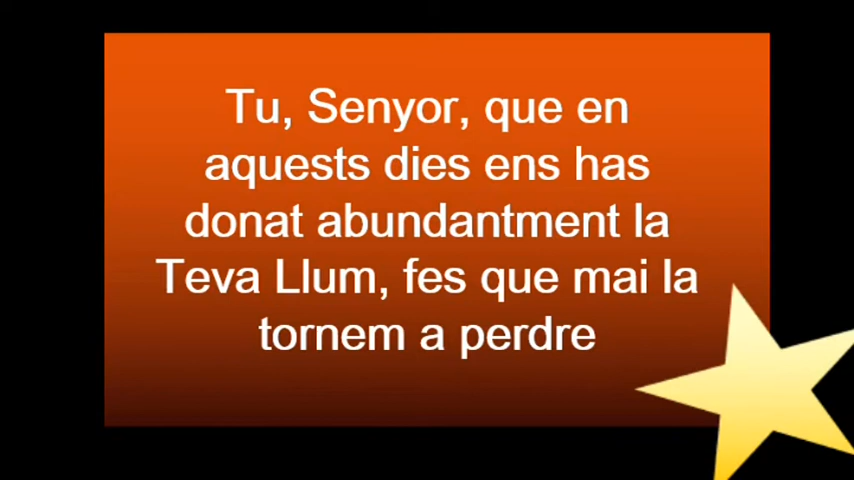 Tu, Senyor, que en
aquests dies ens has
donat abundantment la
Teva Llum, fes que mai la
tornem a perdre